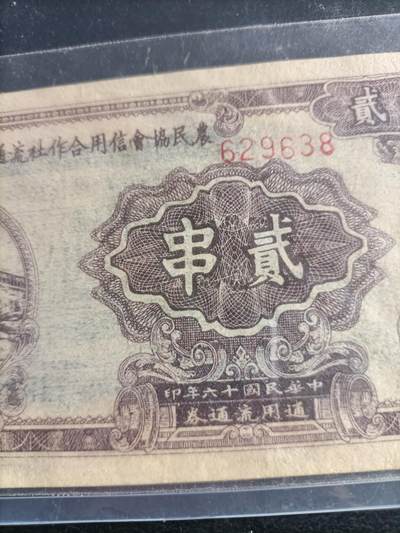 貳
農民協會信用合作社流通
629638
貳串
中華民國十六年印
通用流通券